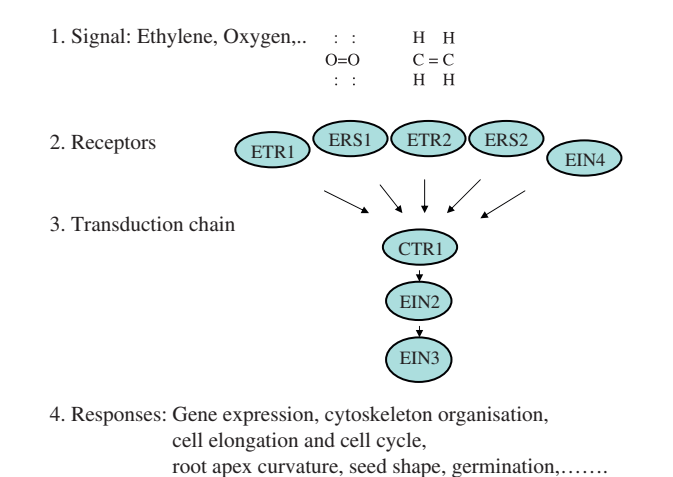 1. Signal: Ethylene, Oxygen,.. : : H H
O=O C = C
: : H H
2. Receptors
ETR1 ERS1 ETR2 ERS2 EIN4
3. Transduction chain
CTR1
EIN2
EIN3
4. Responses: Gene expression, cytoskeleton organisation,
cell elongation and cell cycle,
root apex curvature, seed shape, germination,…….